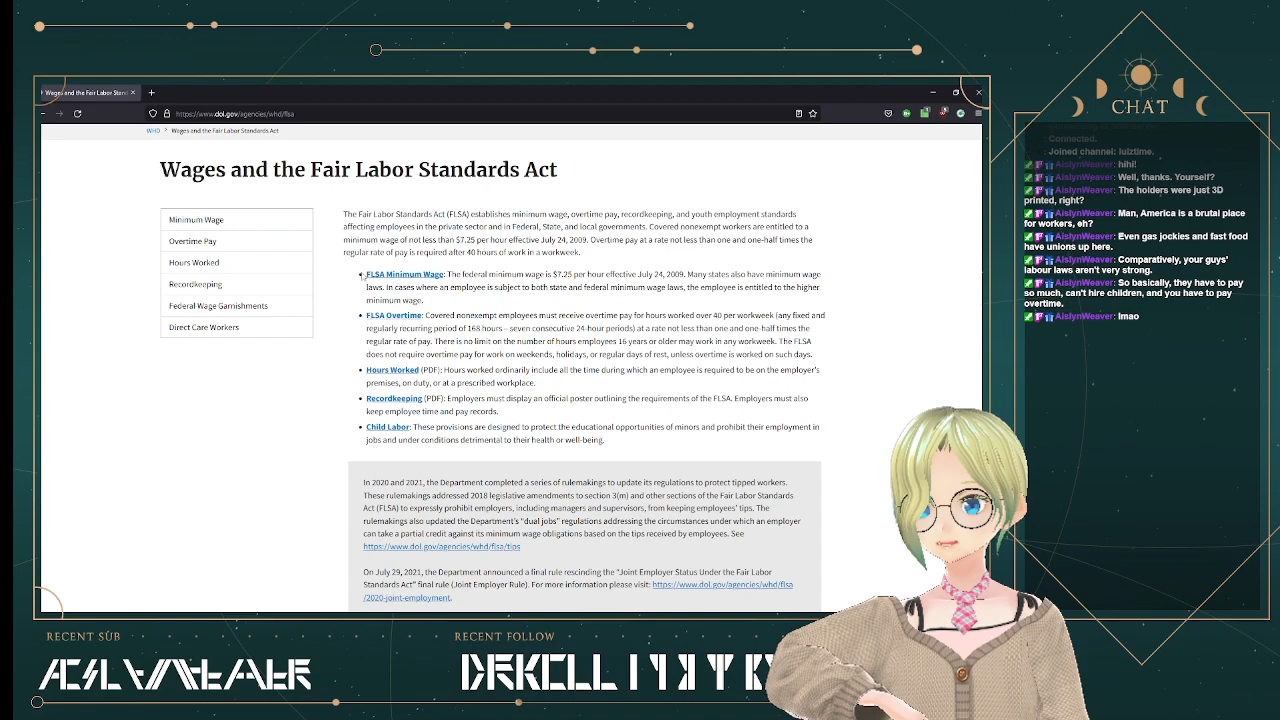 Wages and the Fair Labor Stand
https://www.dol.gov/agencies/whd/flsa
WHD > Wages and the Fair Labor Standards Act
Wages and the Fair Labor Standards Act
Minimum Wage
Overtime Pay
Hours Worked
Recordkeeping
Federal Wage Garnishments
Direct Care Workers
The Fair Labor Standards Act (FLSA) establishes minimum wage, overtime pay, recordkeeping, and youth employment standards
affecting employees in the private sector and in Federal, State, and local governments. Covered nonexempt workers are entitled to a
minimum wage of not less than $7.25 per hour effective July 24, 2009. Overtime pay at a rate not less than one and one-half times the
regular rate of pay is required after 40 hours of work in a workweek.
FLSA Minimum Wage: The federal minimum wage is $7.25 per hour effective July 24, 2009. Many states also have minimum wage
laws. In cases where an employee is subject to both state and federal minimum wage laws, the employee is entitled to the higher
minimum wage.
FLSA Overtime: Covered nonexempt employees must receive overtime pay for hours worked over 40 per workweek (any fixed and
regularly recurring period of 168 hours – seven consecutive 24-hour periods) at a rate not less than one and one-half times the
regular rate of pay. There is no limit on the number of hours employees 16 years or older may work in any workweek. The FLSA
does not require overtime pay for work on weekends, holidays, or regular days of rest, unless overtime is worked on such days.
Hours Worked (PDF): Hours worked ordinarily include all the time during which an employee is required to be on the employer's
premises, on duty, or at a prescribed workplace.
Recordkeeping (PDF): Employers must display an official poster outlining the requirements of the FLSA. Employers must also
keep employee time and pay records.
Child Labor: These provisions are designed to protect the educational opportunities of minors and prohibit their employment in
jobs and under conditions detrimental to their health or well-being.
In 2020 and 2021, the Department completed a series of rulemakings to update its regulations to protect tipped workers.
These rulemakings addressed 2018 legislative amendments to section 3(m) and other sections of the Fair Labor Standards
Act (FLSA) to expressly prohibit employers, including managers and supervisors, from keeping employees' tips. The
rulemakings also updated the Department's "dual jobs" regulations addressing the circumstances under which an employer
can take a partial credit against its minimum wage obligations based on the tips received by employees. See
https://www.dol.gov/agencies/whd/flsa/tips
On July 29, 2021, the Department announced a final rule rescinding the "Joint Employer Status Under the Fair Labor
Standards Act" final rule (Joint Employer Rule). For more information please visit: https://www.dol.gov/agencies/whd/flsa
/2020-joint-employment.
CHAT
Connected.
Joined channel: lulztime.
AislynWeaver: hihi!
AislynWeaver: Well, thanks. Yourself?
AislynWeaver: The holders were just 3D
printed, right?
AislynWeaver: Man, America is a brutal place
for workers, eh?
AislynWeaver: Even gas jockies and fast food
have unions up here.
AislynWeaver: Comparatively, your guys'
labour laws aren't very strong.
AislynWeaver: So basically, they have to pay
so much, can't hire children, and you have to pay
overtime.
AislynWeaver: lmao
RECENT SUB
RECENT FOLLOW